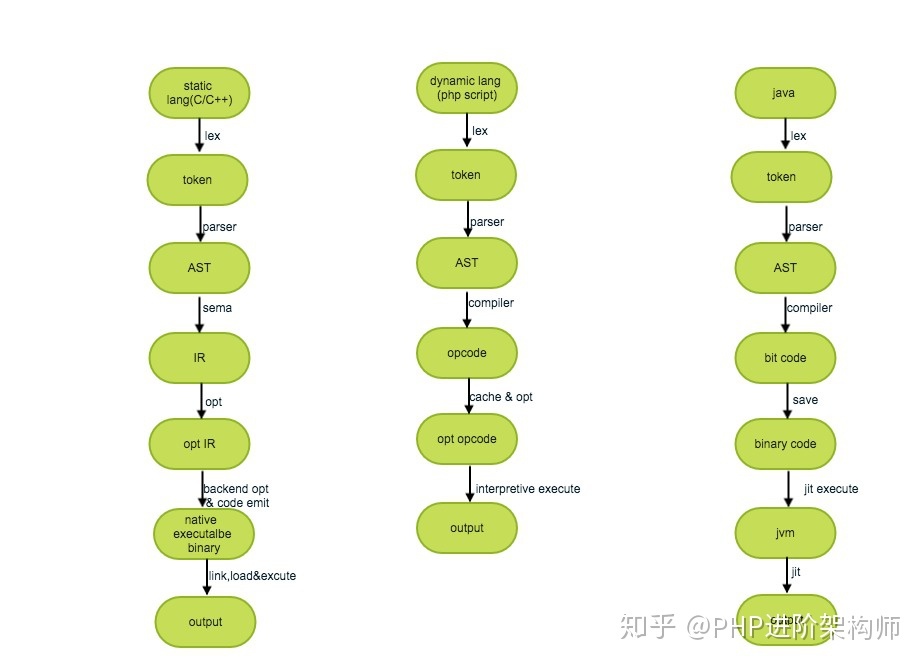 static
lang(C/C++)
lex
token
parser
AST
sema
IR
opt
opt IR
backend opt
& code emit
native
executalbe
binary
link,load&excute
output
dynamic lang
(php script)
lex
token
parser
AST
compiler
opcode
cache & opt
opt opcode
interpretive execute
output
java
lex
token
parser
AST
compiler
bit code
save
binary code
jit execute
jvm
jit
output
知乎 @PHP进阶架构师